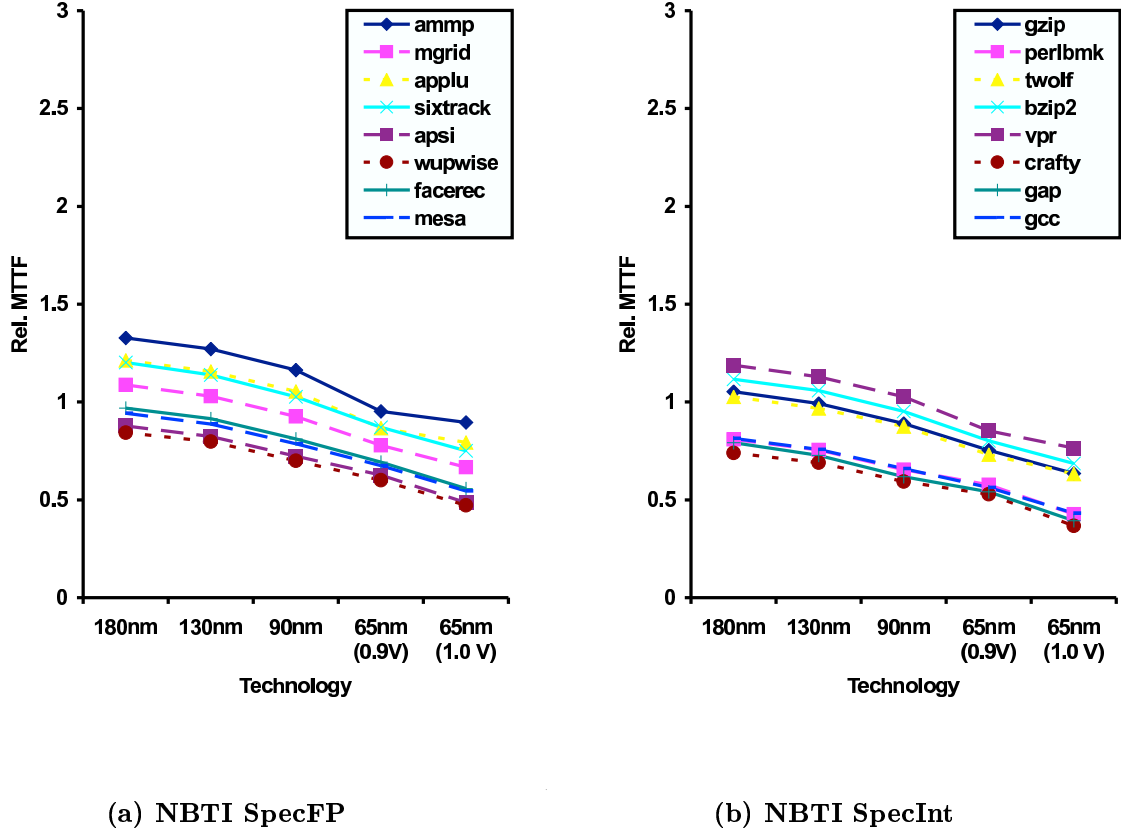 3
2.5
2
1.5
1
0.5
0
Rel. MTTF
ammp
mgrid
applu
sixtrack
apsi
wupwise
facerec
mesa
180nm 130nm 90nm 65nm 65nm
(0.9V) (1.0 V)
Technology
(a) NBTI SpecFP
3
2.5
2
1.5
1
0.5
0
Rel. MTTF
gzip
perlbmk
twolf
bzip2
vpr
crafty
gap
gcc
180nm 130nm 90nm 65nm 65nm
(0.9V) (1.0 V)
Technology
(b) NBTI SpecInt